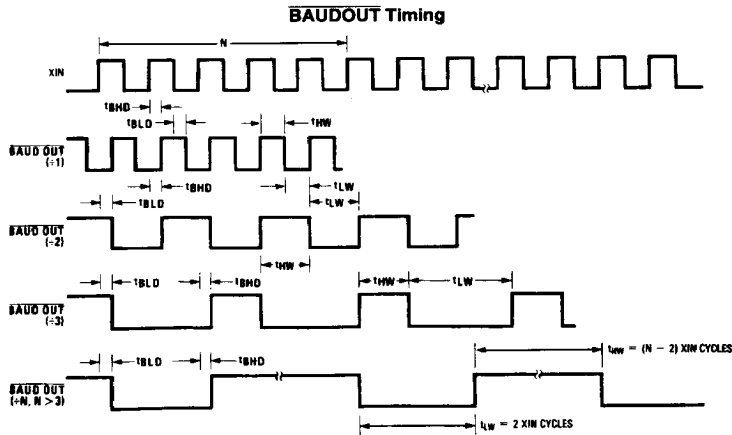 BAUDOUT Timing
N
XIN
tBHD
tBLD
tHW
BAUD OUT
(÷1)
tBHD
tLW
tBLD
tLW
BAUD OUT
(÷2)
tHW
tBLD
tBHD
tHW
tLW
BAUD OUT
(÷3)
tHW = (N − 2) XIN CYCLES
tBLD
tBHD
BAUD OUT
(÷N, N > 3)
tLW = 2 XIN CYCLES